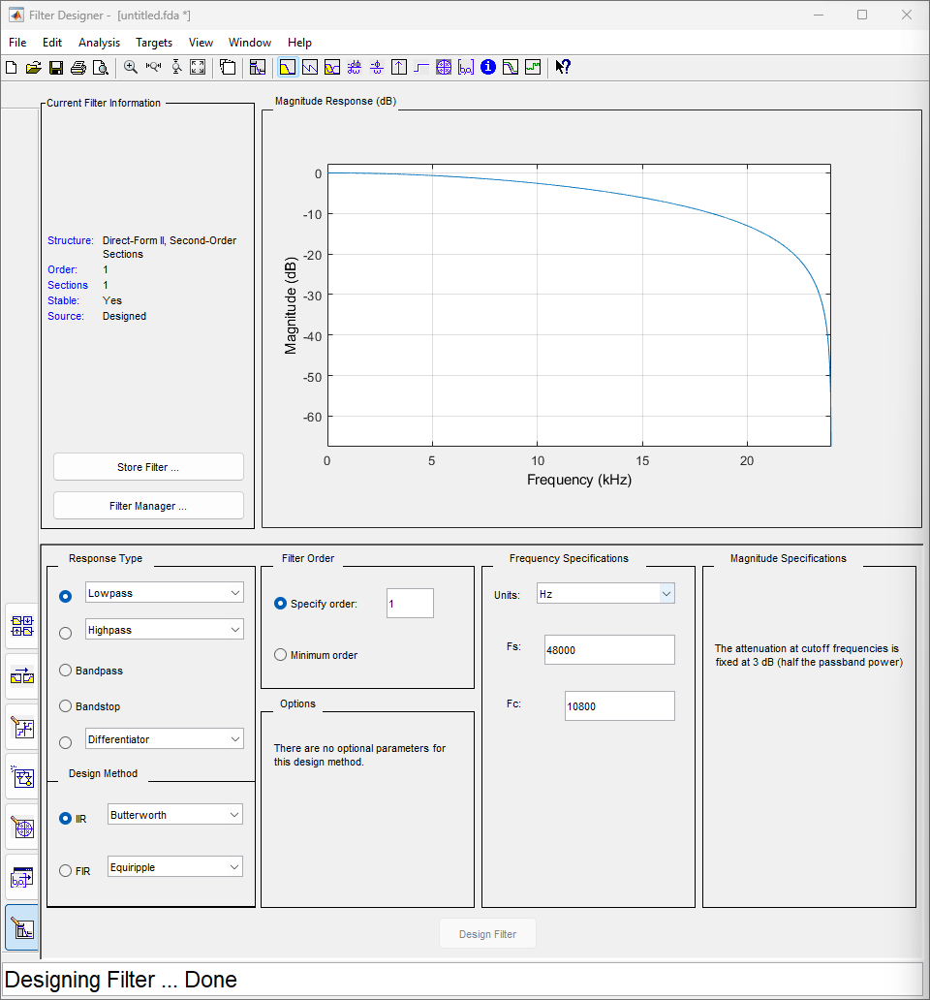 Filter Designer - [untitled.fda *]
File Edit Analysis Targets View Window Help
Current Filter Information
Structure: Direct-Form II, Second-Order
Sections
Order: 1
Sections 1
Stable: Yes
Source: Designed
Store Filter ...
Filter Manager ...
Magnitude Response (dB)
0
-10
-20
-30
-40
-50
-60
Magnitude (dB)
0 5 10 15 20
Frequency (kHz)
Response Type
Lowpass
Highpass
Bandpass
Bandstop
Differentiator
Design Method
IIR Butterworth
FIR Equiripple
Filter Order
Specify order: 1
Minimum order
Options
There are no optional parameters for
this design method.
Frequency Specifications
Units: Hz
Fs: 48000
Fc: 10800
Magnitude Specifications
The attenuation at cutoff frequencies is
fixed at 3 dB (half the passband power)
Design Filter
Designing Filter ... Done